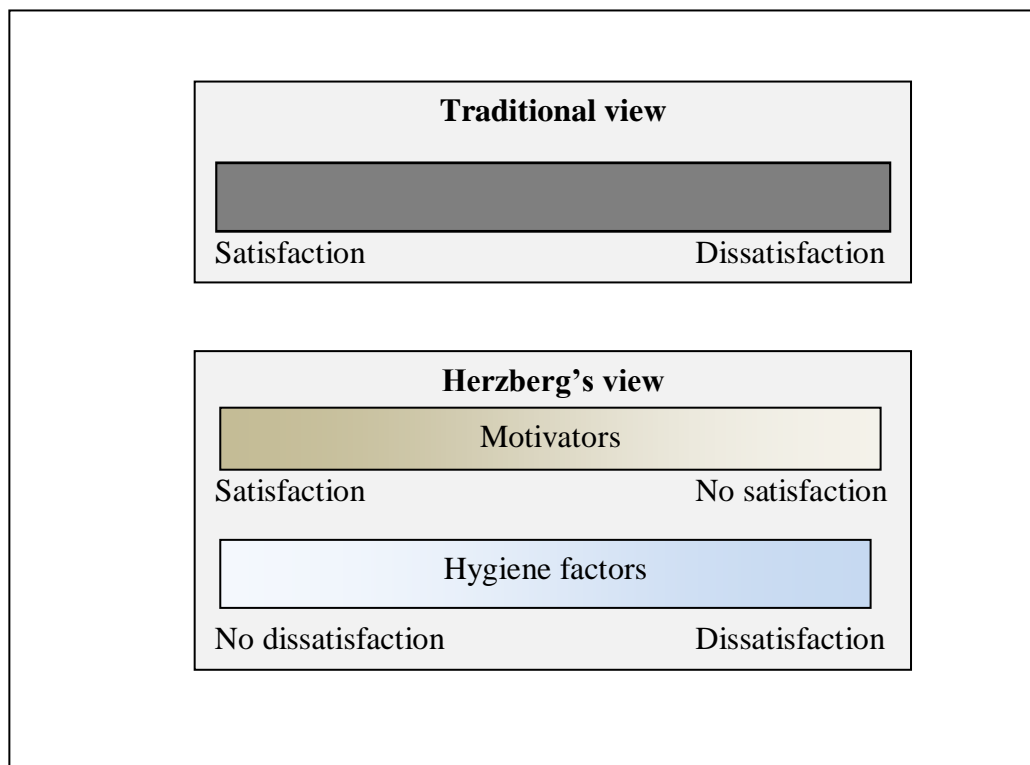 Traditional view
Satisfaction Dissatisfaction
Herzberg’s view
Motivators
Satisfaction No satisfaction
Hygiene factors
No dissatisfaction Dissatisfaction